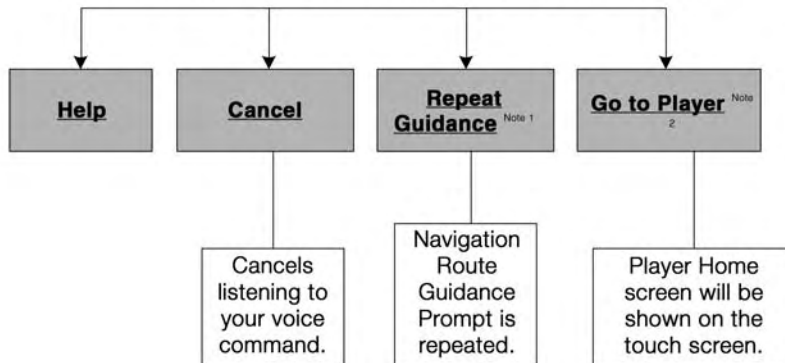 Help
Cancel
Repeat
Guidance Note 1
Go to Player Note
2
Cancels
listening to
your voice
command.
Navigation
Route
Guidance
Prompt is
repeated.
Player Home
screen will be
shown on the
touch screen.